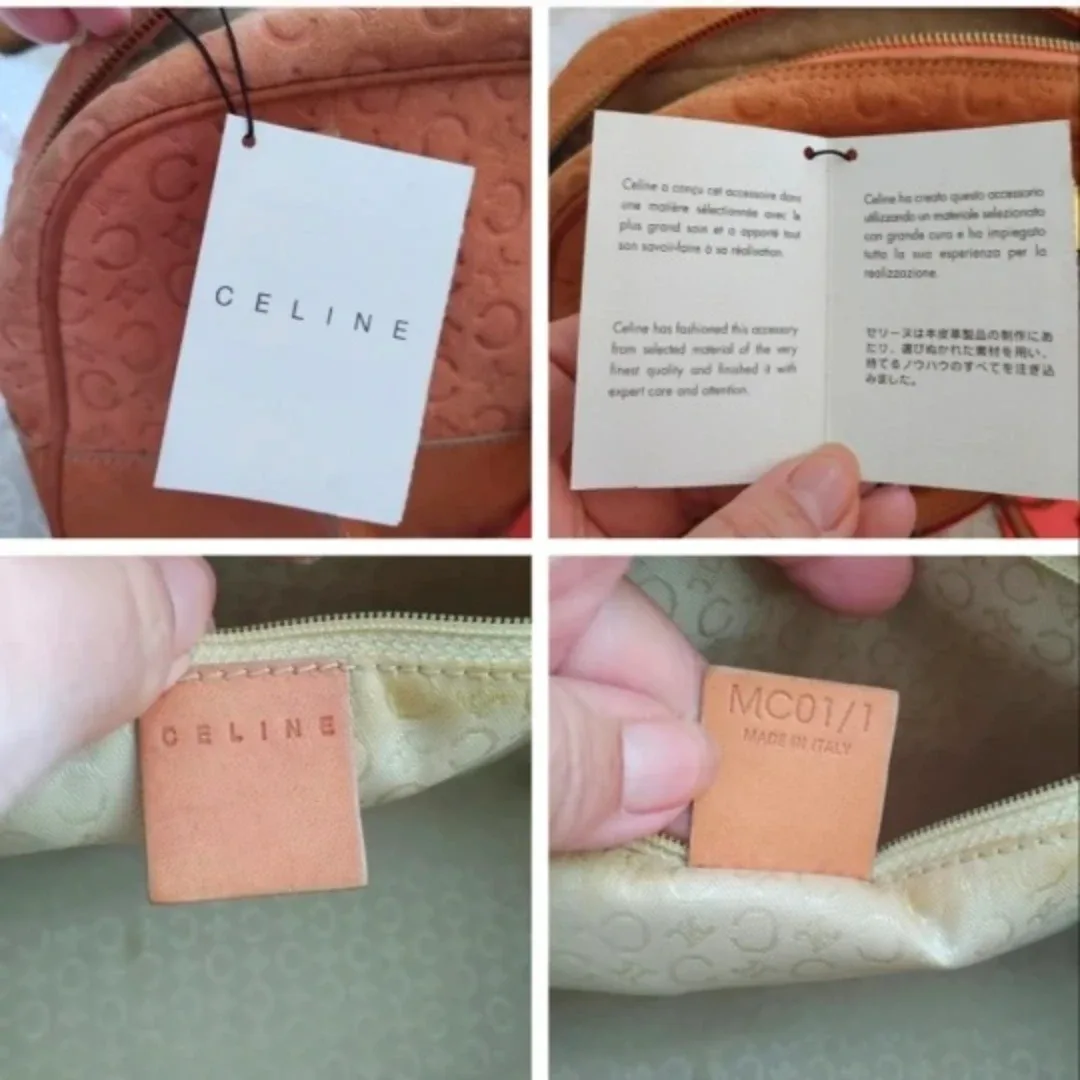 CELINE
Celine a conçu cet accessoire dans
une matière sélectionnée avec le
plus grand soin et a apporté tout
son savoir-faire à sa réalisation.
Celine has fashioned this accessory
from selected material of the very
finest quality and finished it with
expert care and attention.
Celine ha creato questo accessorio
utilizzando un materiale selezionato
con grande cura e ha impiegato
tutta la sua esperienza per la
realizzazione.
セリーヌは本皮革製品の制作にあ
たり、選びぬかれた素材を用い、
持てるノウハウのすべてを注ぎ込
みました。
CELINE
MC01/1
MADE IN ITALY